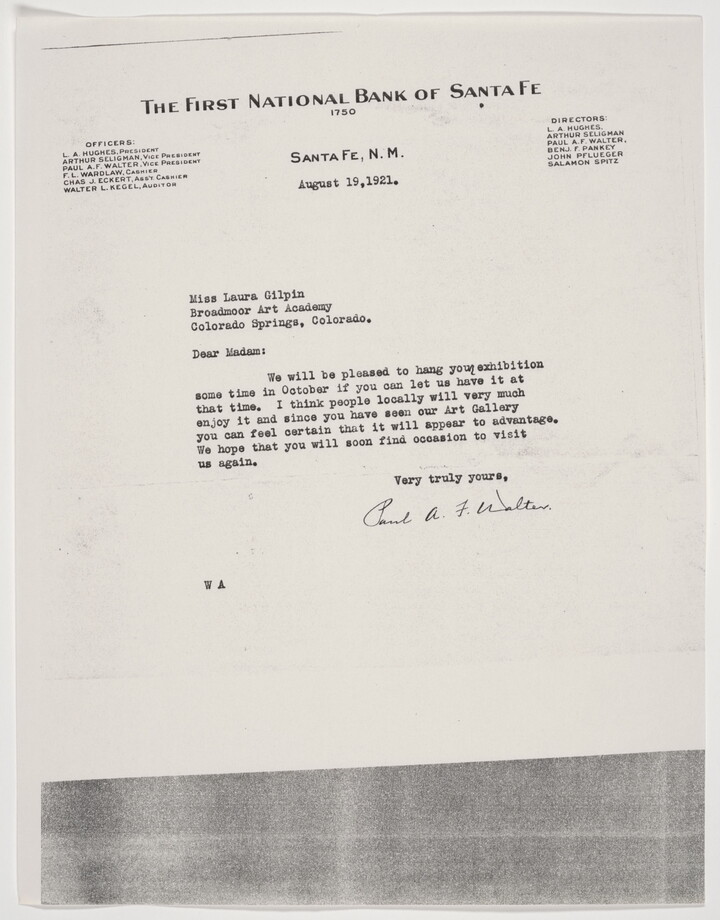 THE FIRST NATIONAL BANK OF SANTA FE
1750
OFFICERS:
L. A. HUGHES, PRESIDENT
ARTHUR SELIGMAN, VICE PRESIDENT
PAUL A. F. WALTER, VICE PRESIDENT
F. L. WARDLAW, CASHIER
CHAS J. ECKERT, ASS'T. CASHIER
WALTER L. KEGEL, AUDITOR
DIRECTORS:
L. A. HUGHES,
ARTHUR SELIGMAN
PAUL A. F. WALTER,
BENJ. F. PANKEY
JOHN PFLUEGER
SALAMON SPITZ
SANTA FE, N. M.
August 19,1921.
Miss Laura Gilpin
Broadmoor Art Academy
Colorado Springs, Colorado.
Dear Madam:
We will be pleased to hang your exhibition
some time in October if you can let us have it at
that time. I think people locally will very much
enjoy it and since you have seen our Art Gallery
you can feel certain that it will appear to advantage.
We hope that you will soon find occasion to visit
us again.
Very truly yours,
Paul A. F. Walter.
W A